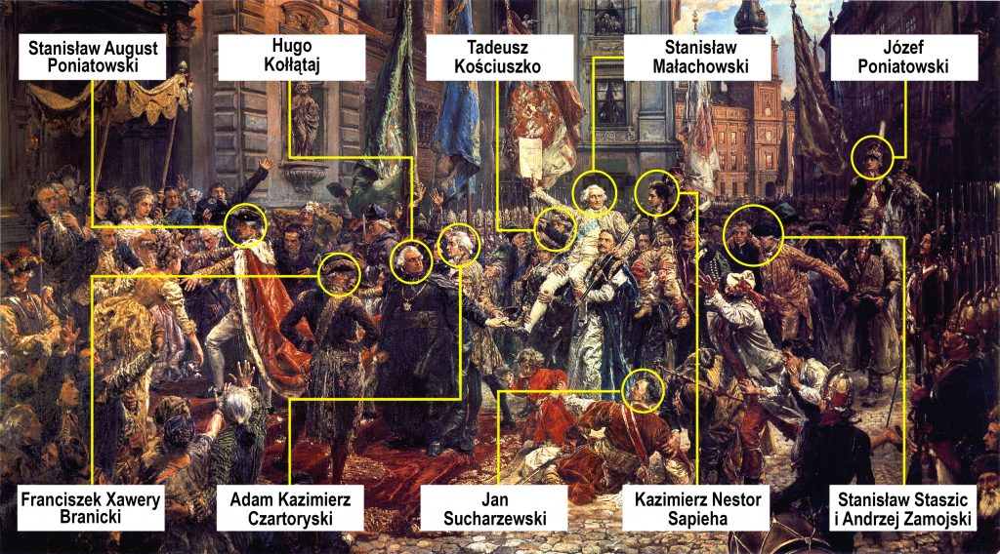 Stanisław August
Poniatowski
Hugo
Kołłątaj
Tadeusz
Kościuszko
Stanisław
Małachowski
Józef
Poniatowski
Franciszek Xawery
Branicki
Adam Kazimierz
Czartoryski
Jan
Sucharzewski
Kazimierz Nestor
Sapieha
Stanisław Staszic
i Andrzej Zamojski